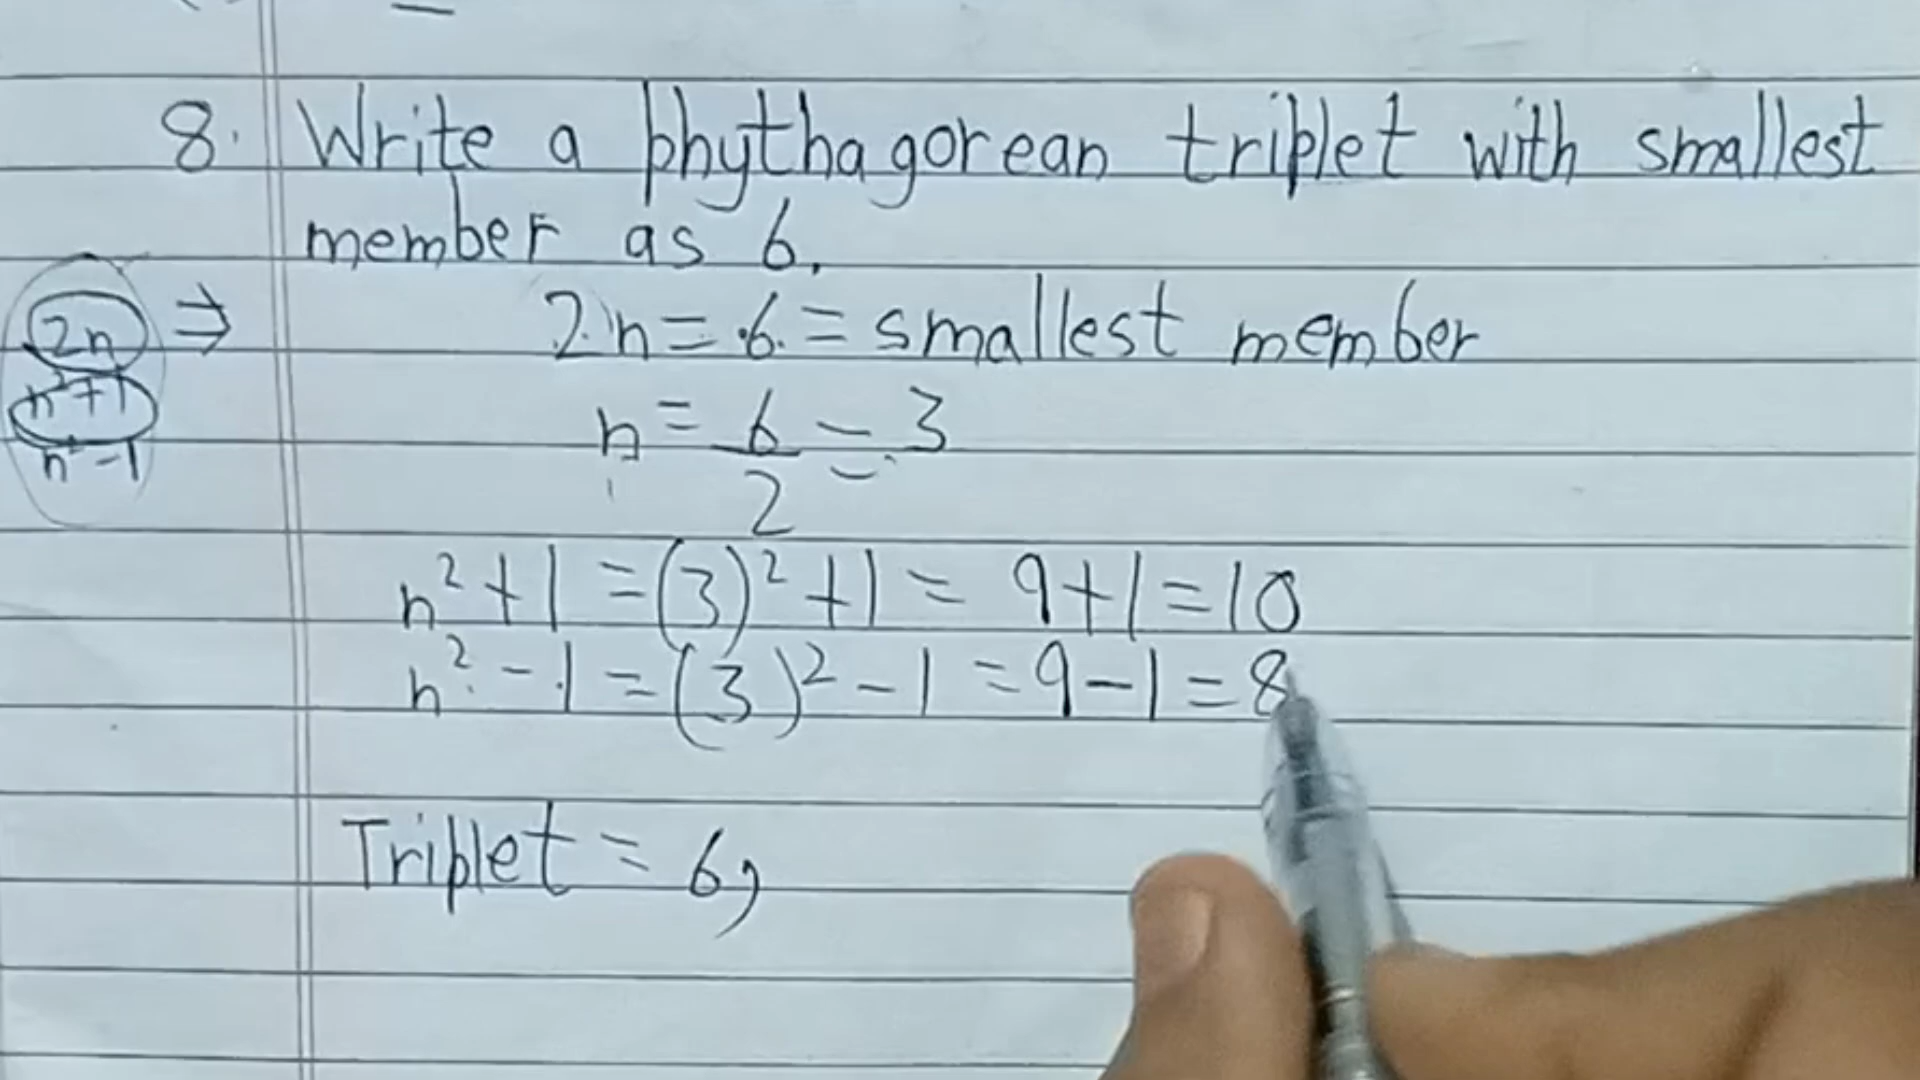 8. Write a phythagorean triplet with smallest
member as 6.
2n ⇒ 2n = 6 = smallest member
n²+1
n = 6/2 = 3
n²-1
n²+1 = (3)²+1 = 9+1 = 10
n²-1 = (3)²-1 = 9-1 = 8
Triplet = 6,